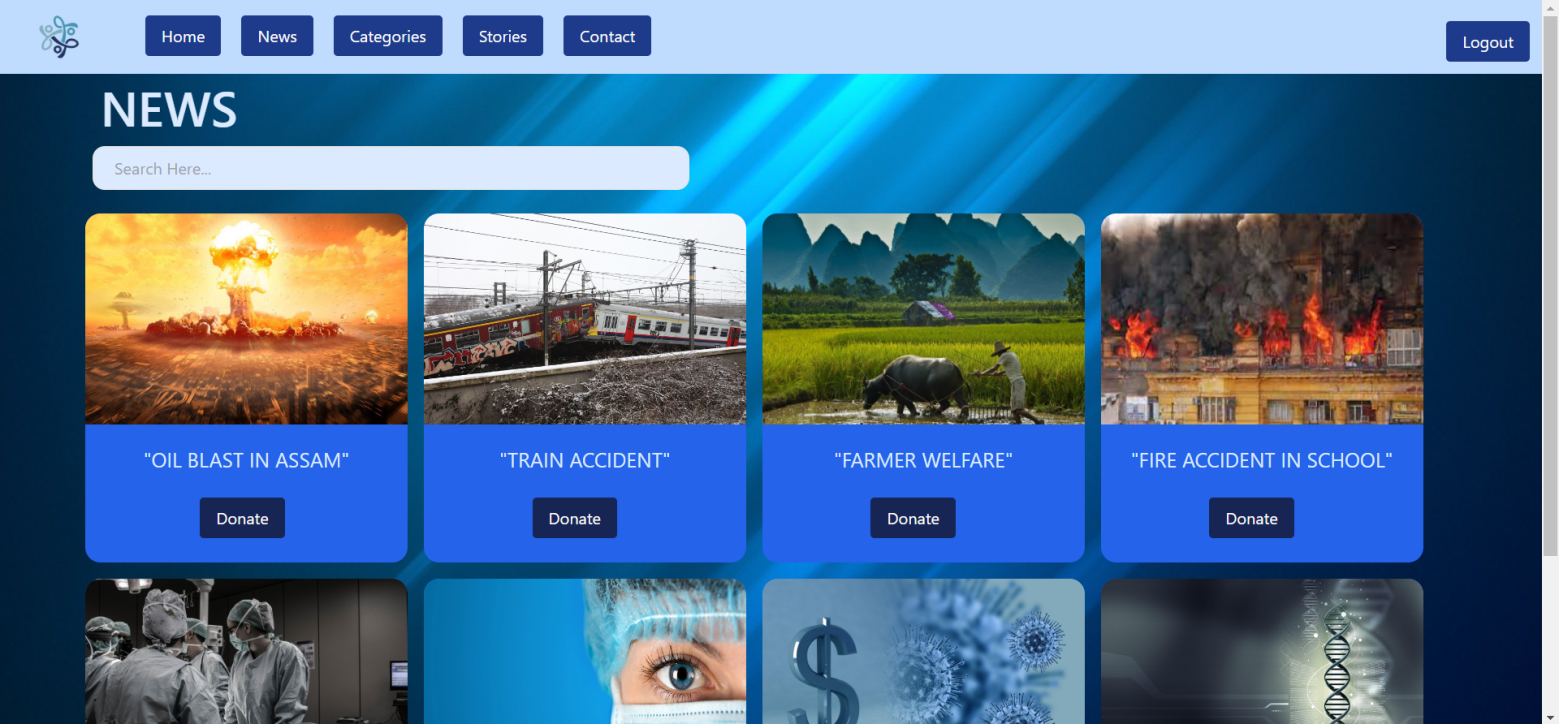 Home News Categories Stories Contact Logout
NEWS
Search Here...
"OIL BLAST IN ASSAM" "TRAIN ACCIDENT" "FARMER WELFARE" "FIRE ACCIDENT IN SCHOOL"
Donate Donate Donate Donate